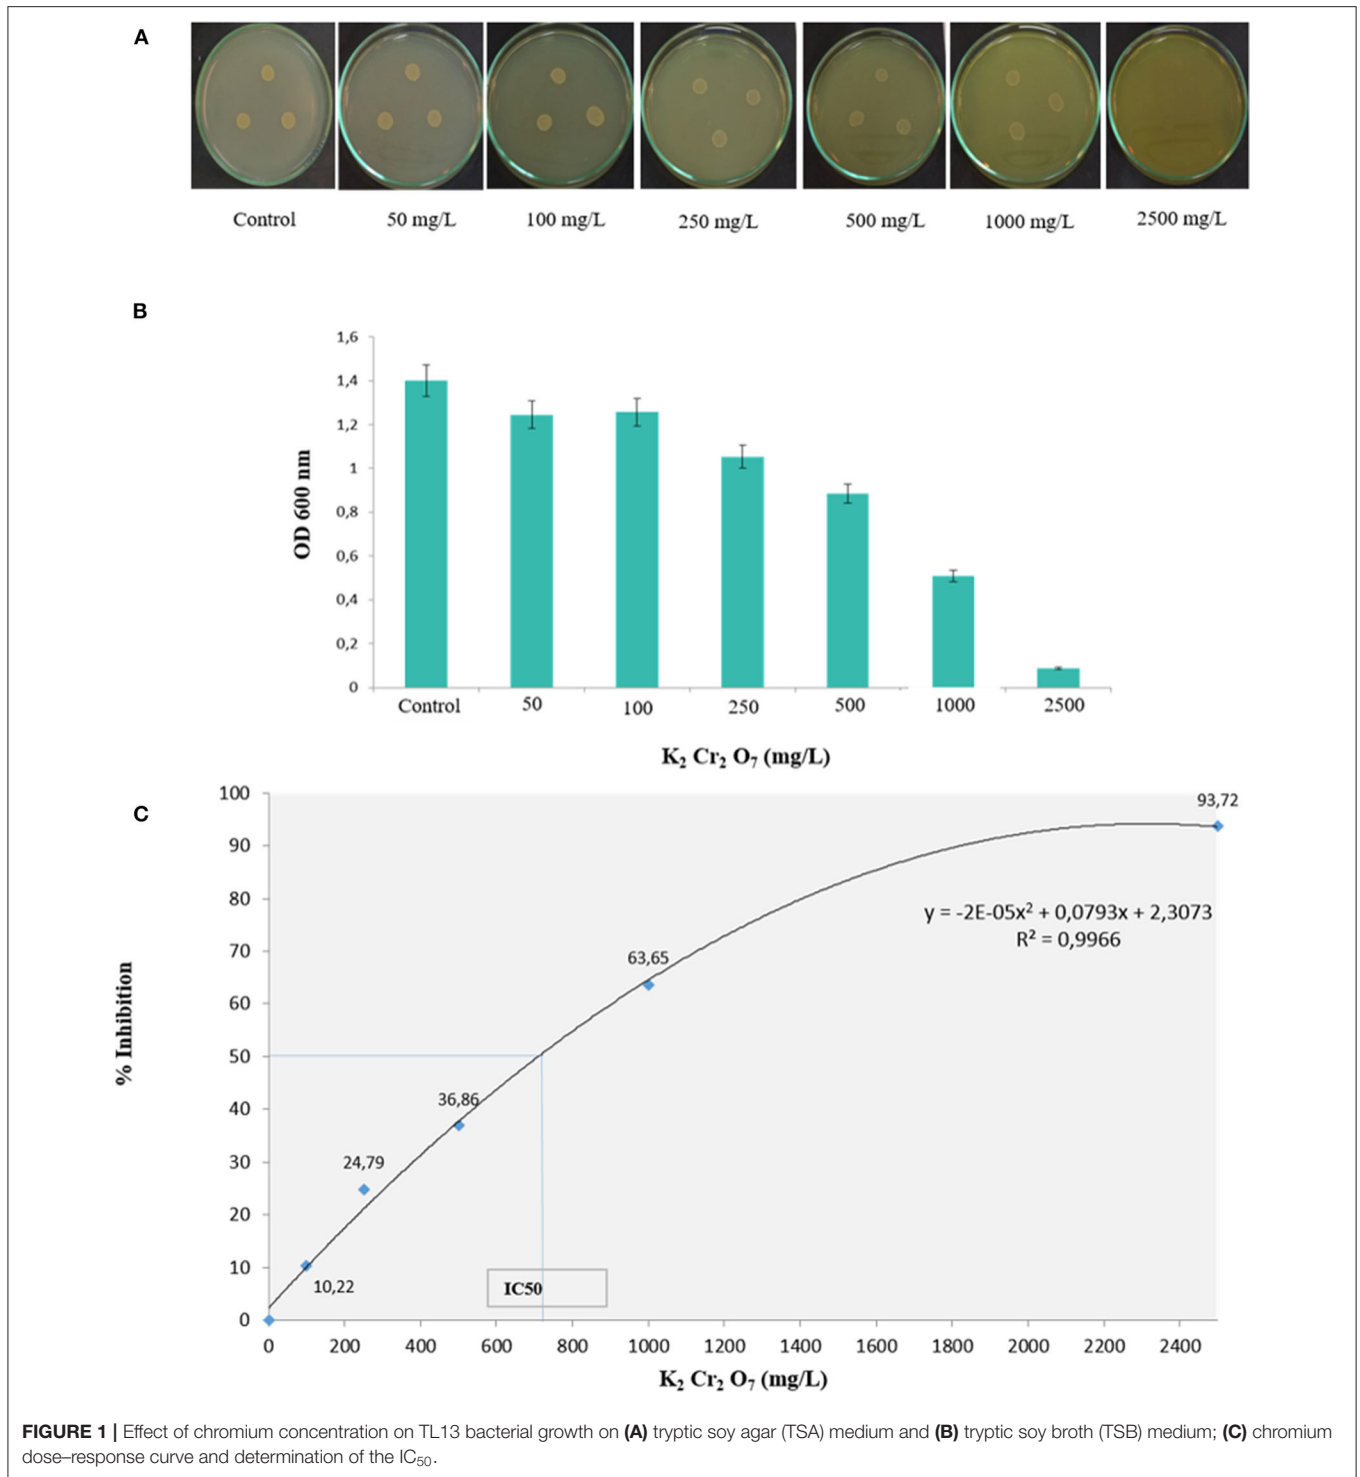 A
Control
50 mg/L
100 mg/L
250 mg/L
500 mg/L
1000 mg/L
2500 mg/L
B
OD 600 nm
1,6
1,4
1,2
1
0,8
0,6
0,4
0,2
0
Control
50
100
250
500
1000
2500
K₂ Cr₂ O₇ (mg/L)
C
% Inhibition
100
90
80
70
60
50
40
30
20
10
0
93,72
y = -2E-05x² + 0,0793x + 2,3073
R² = 0,9966
63,65
36,86
24,79
10,22
IC50
0
200
400
600
800
1000
1200
1400
1600
1800
2000
2200
2400
K₂ Cr₂ O₇ (mg/L)
FIGURE 1 | Effect of chromium concentration on TL13 bacterial growth on (A) tryptic soy agar (TSA) medium and (B) tryptic soy broth (TSB) medium; (C) chromium
dose–response curve and determination of the IC₅₀.